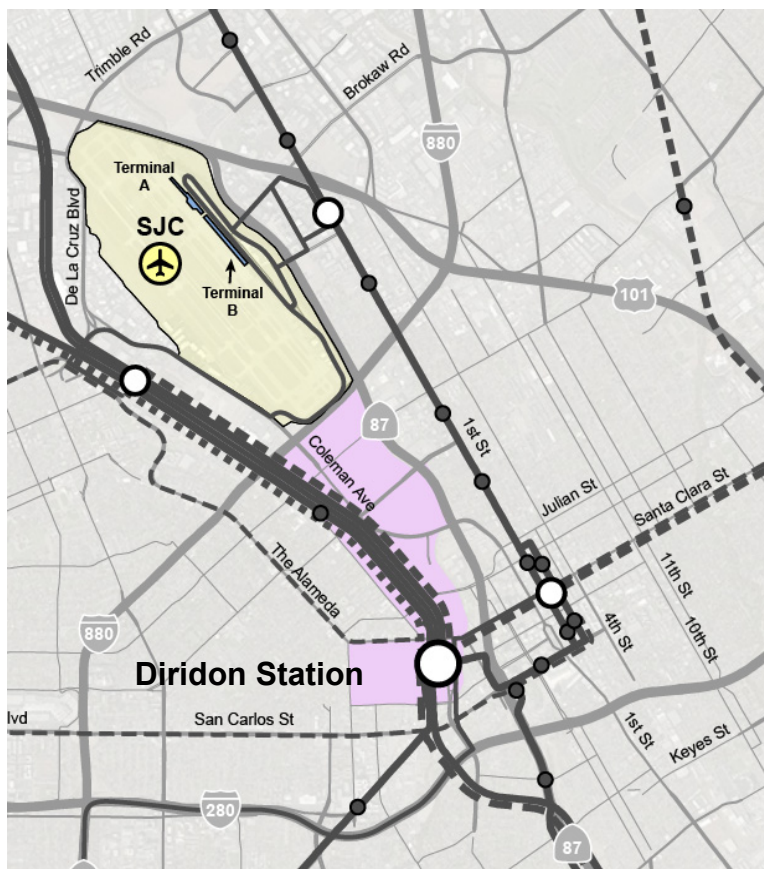 Trimble Rd
Brokaw Rd
880
Terminal
A
SJC
De La Cruz Blvd
Terminal
B
101
87
1st St
Coleman Ave
Julian St
Santa Clara St
The Alameda
11th St
10th St
4th St
880
Diridon Station
lvd
San Carlos St
1st St
Keyes St
280
87